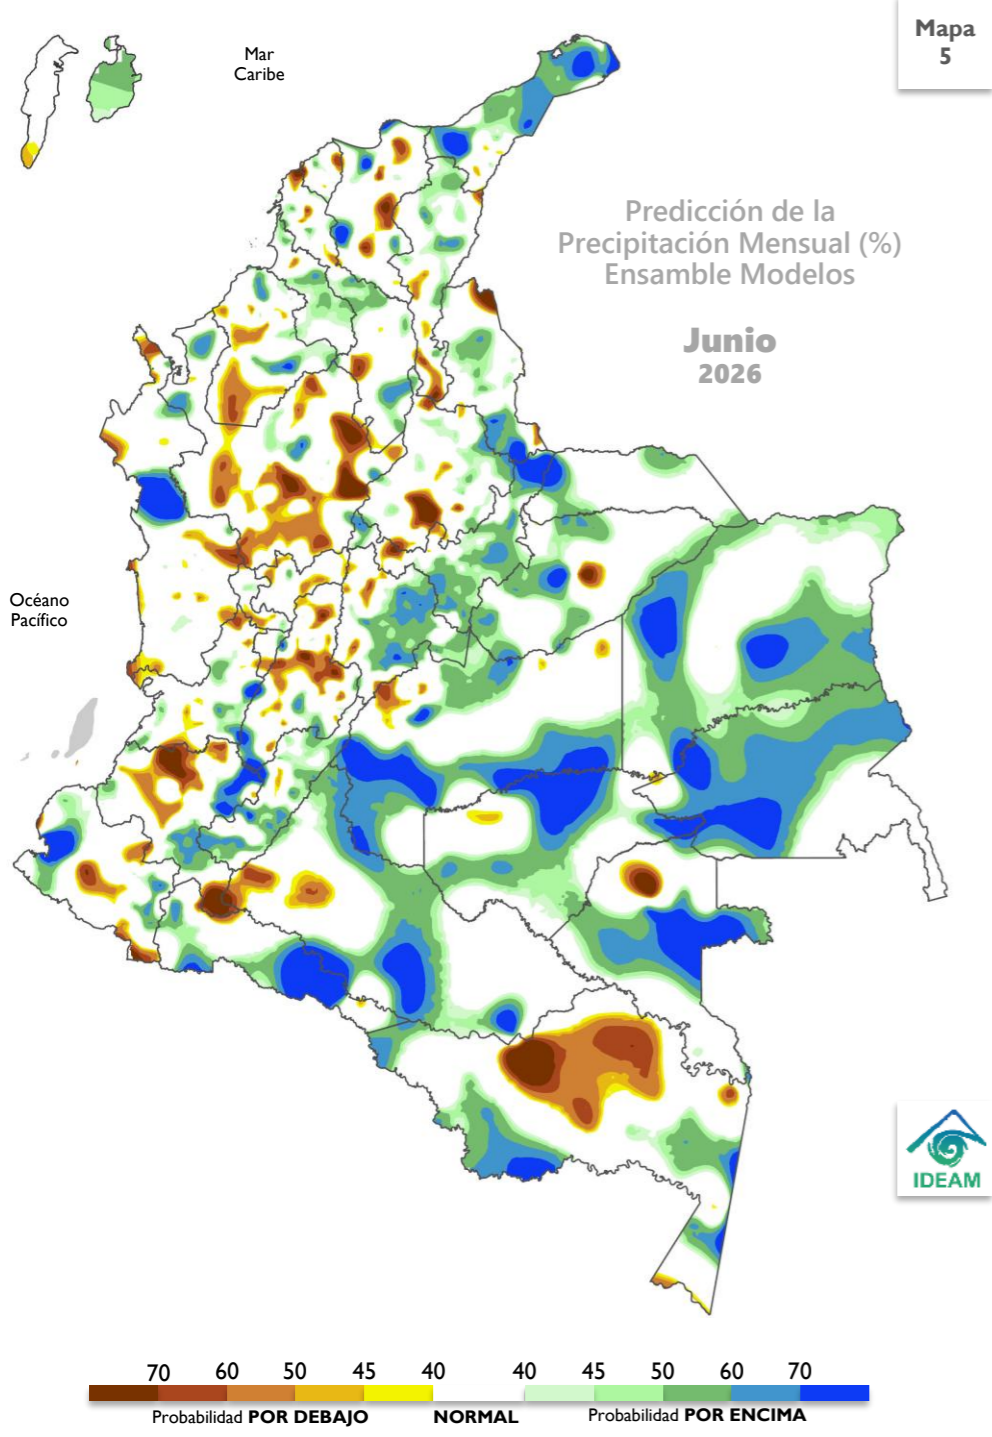 Mapa
5
Mar
Caribe
Predicción de la
Precipitación Mensual (%)
Ensamble Modelos
Junio
2026
Océano
Pacífico
IDEAM
70 60 50 45 40 40 45 50 60 70
Probabilidad POR DEBAJO NORMAL Probabilidad POR ENCIMA